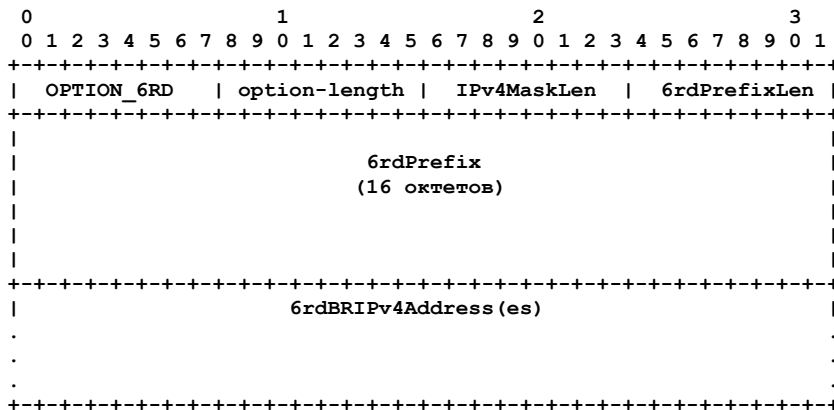 0                   1                   2                   3
 0 1 2 3 4 5 6 7 8 9 0 1 2 3 4 5 6 7 8 9 0 1 2 3 4 5 6 7 8 9 0 1
+-+-+-+-+-+-+-+-+-+-+-+-+-+-+-+-+-+-+-+-+-+-+-+-+-+-+-+-+-+-+-+-+
|  OPTION_6RD   | option-length |  IPv4MaskLen  |  6rdPrefixLen |
+-+-+-+-+-+-+-+-+-+-+-+-+-+-+-+-+-+-+-+-+-+-+-+-+-+-+-+-+-+-+-+-+
|                                                               |
|                           6rdPrefix                           |
|                          (16 октетов)                         |
|                                                               |
|                                                               |
|                                                               |
+-+-+-+-+-+-+-+-+-+-+-+-+-+-+-+-+-+-+-+-+-+-+-+-+-+-+-+-+-+-+-+-+
|                     6rdBRIPv4Address(es)                      |
.                                                               .
.                                                               .
.                                                               .
+-+-+-+-+-+-+-+-+-+-+-+-+-+-+-+-+-+-+-+-+-+-+-+-+-+-+-+-+-+-+-+-+